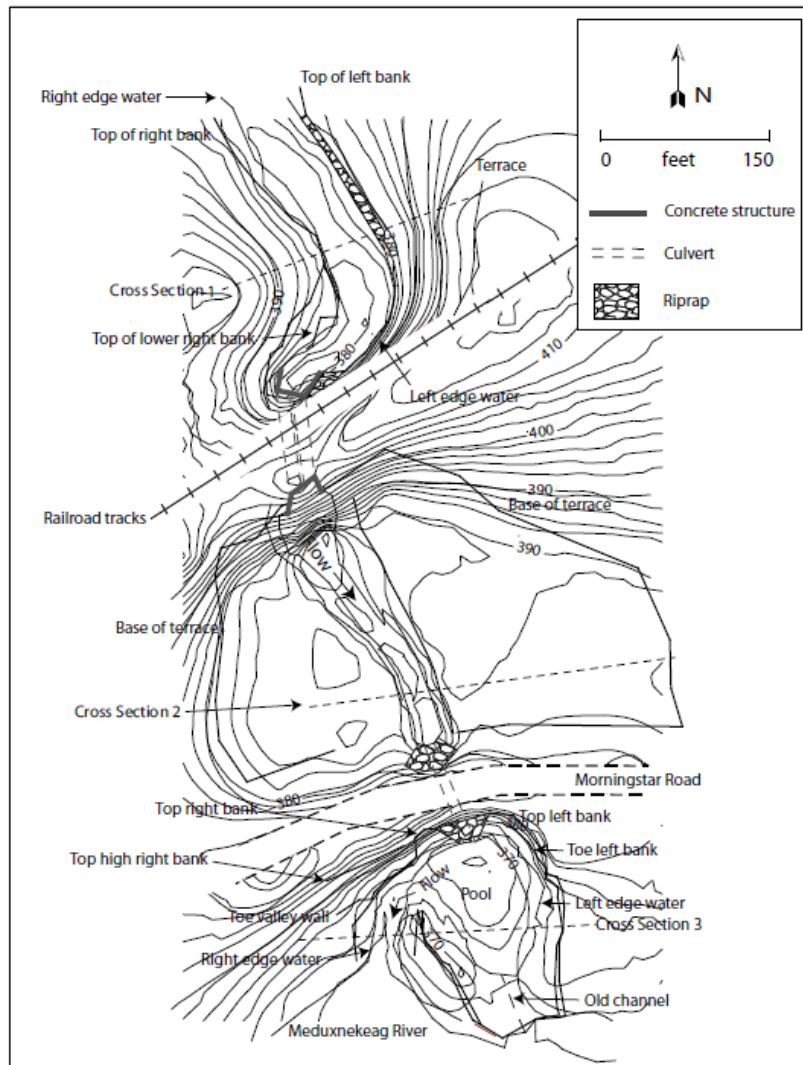 Top of left bank
Right edge water
Top of right bank
Terrace
N
0 feet 150
Concrete structure
Culvert
Riprap
380
Cross Section 1
390
Top of lower right bank
380
410
Left edge water
400
390
Railroad tracks
Base of terrace
390
Flow
Base of terrace
Cross Section 2
Morningstar Road
380
Top right bank
Top left bank
Toe left bank
370
Top high right bank
Flow
Pool
Left edge water
Toe valley wall
Cross Section 3
370
Right edge water
Old channel
Meduxnekeag River